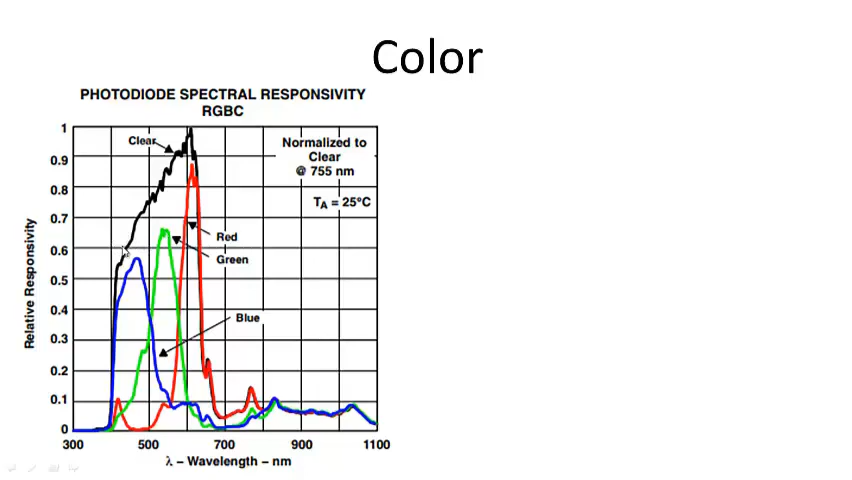 Color
PHOTODIODE SPECTRAL RESPONSIVITY
RGBC
Normalized to
Clear
@ 755 nm
TA = 25°C
Clear
Red
Green
Blue
Relative Responsivity
1
0.9
0.8
0.7
0.6
0.5
0.4
0.3
0.2
0.1
0
300 500 700 900 1100
λ – Wavelength – nm